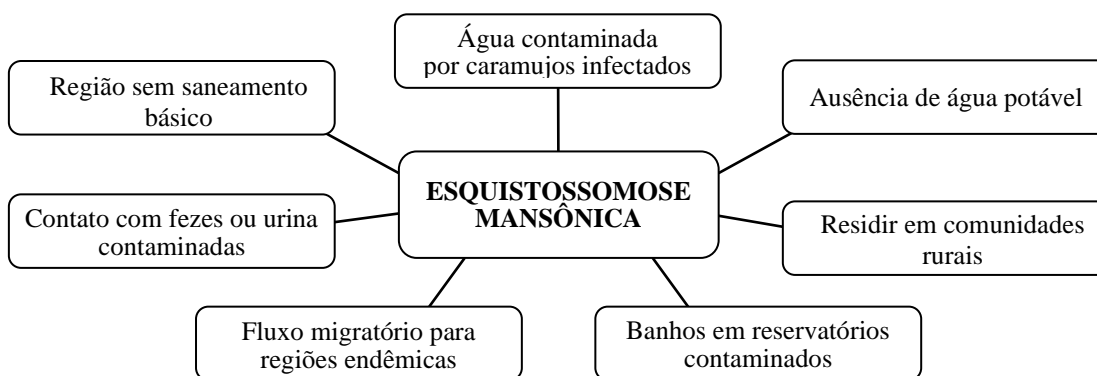 Água contaminada
por caramujos infectados
Região sem saneamento
básico
Ausência de água potável
ESQUISTOSSOMOSE
MANSÔNICA
Contato com fezes ou urina
contaminadas
Residir em comunidades
rurais
Fluxo migratório para
regiões endêmicas
Banhos em reservatórios
contaminados